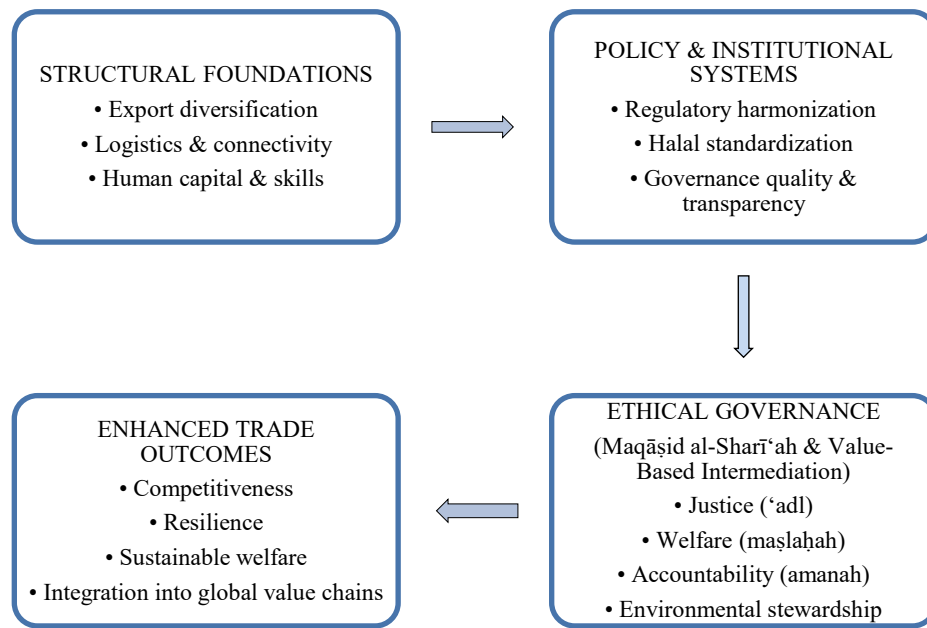 STRUCTURAL FOUNDATIONS
• Export diversification
• Logistics & connectivity
• Human capital & skills
POLICY & INSTITUTIONAL
SYSTEMS
• Regulatory harmonization
• Halal standardization
• Governance quality &
transparency
ETHICAL GOVERNANCE
(Maqāṣid al-Sharī‘ah & Value-
Based Intermediation)
• Justice (‘adl)
• Welfare (maṣlaḥah)
• Accountability (amanah)
• Environmental stewardship
ENHANCED TRADE
OUTCOMES
• Competitiveness
• Resilience
• Sustainable welfare
• Integration into global value chains